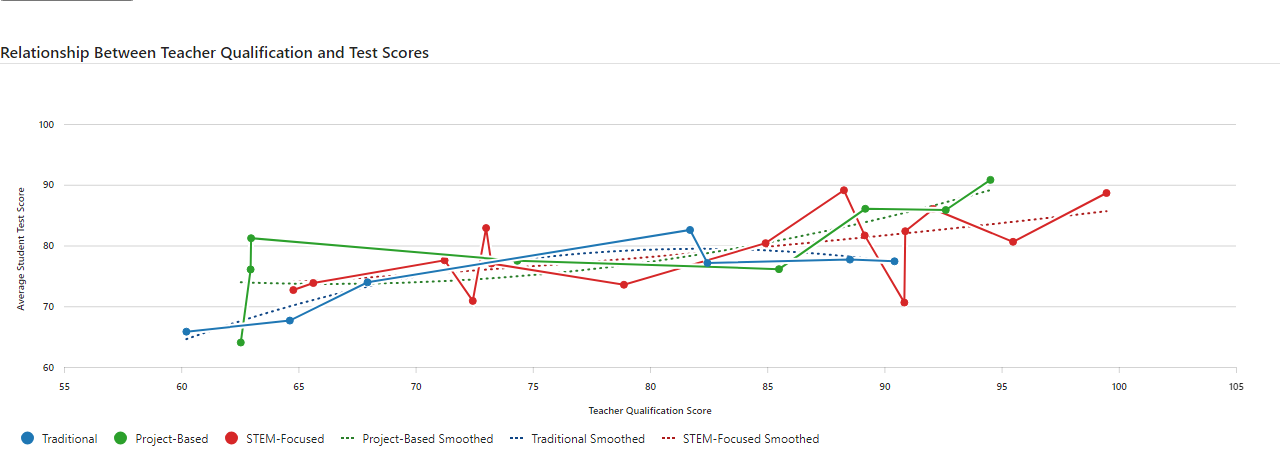 Relationship Between Teacher Qualification and Test Scores
100
90
80
70
60
Average Student Test Score
55 60 65 70 75 80 85 90 95 100 105
Teacher Qualification Score
Traditional Project-Based STEM-Focused Project-Based Smoothed Traditional Smoothed STEM-Focused Smoothed